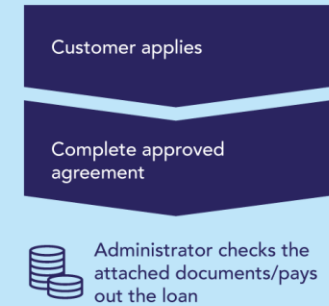 Customer applies
Complete approved
agreement
Administrator checks the
attached documents/pays
out the loan